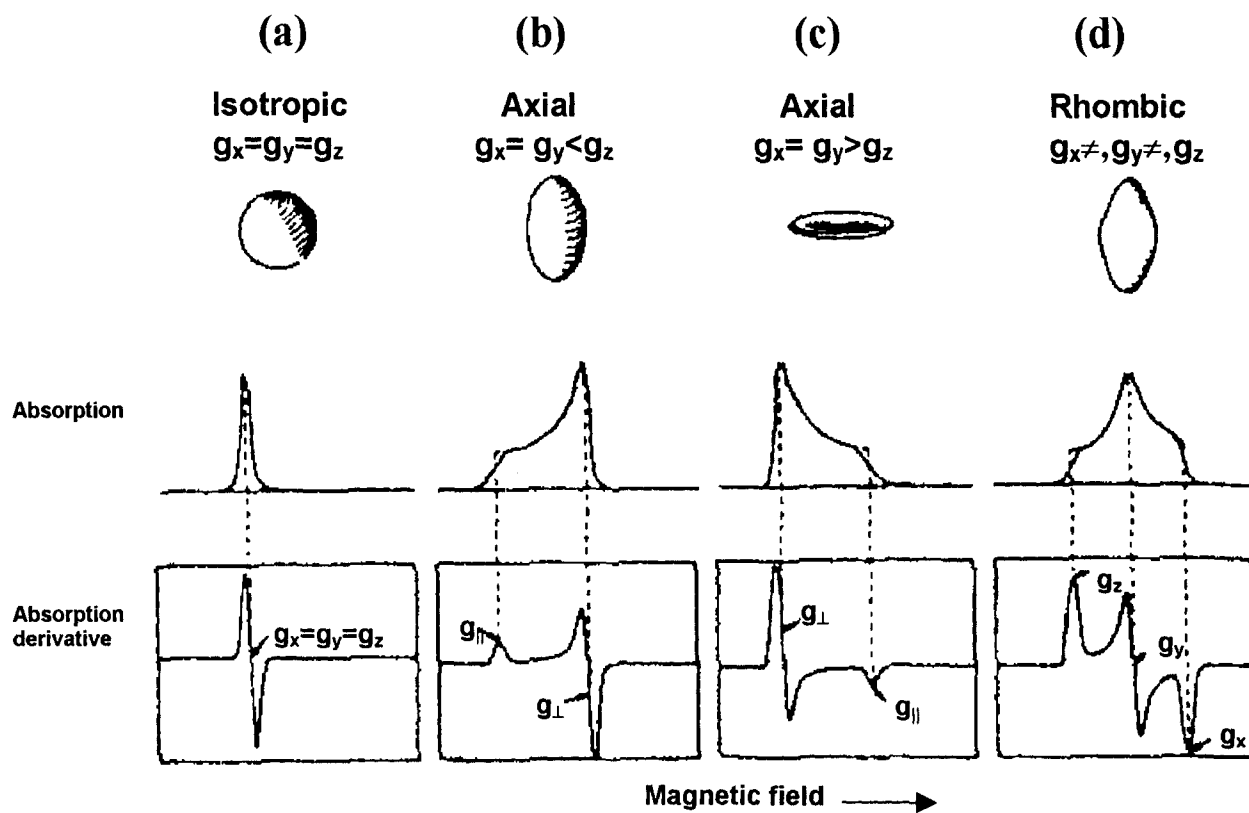 (a) (b) (c) (d)
Isotropic Axial Axial Rhombic
gx=gy=gz gx= gy<gz gx= gy>gz gx≠,gy≠,gz
Absorption
Absorption
derivative
gx=gy=gz
g||
g⊥
g⊥
g||
gz
gy
gx
Magnetic field